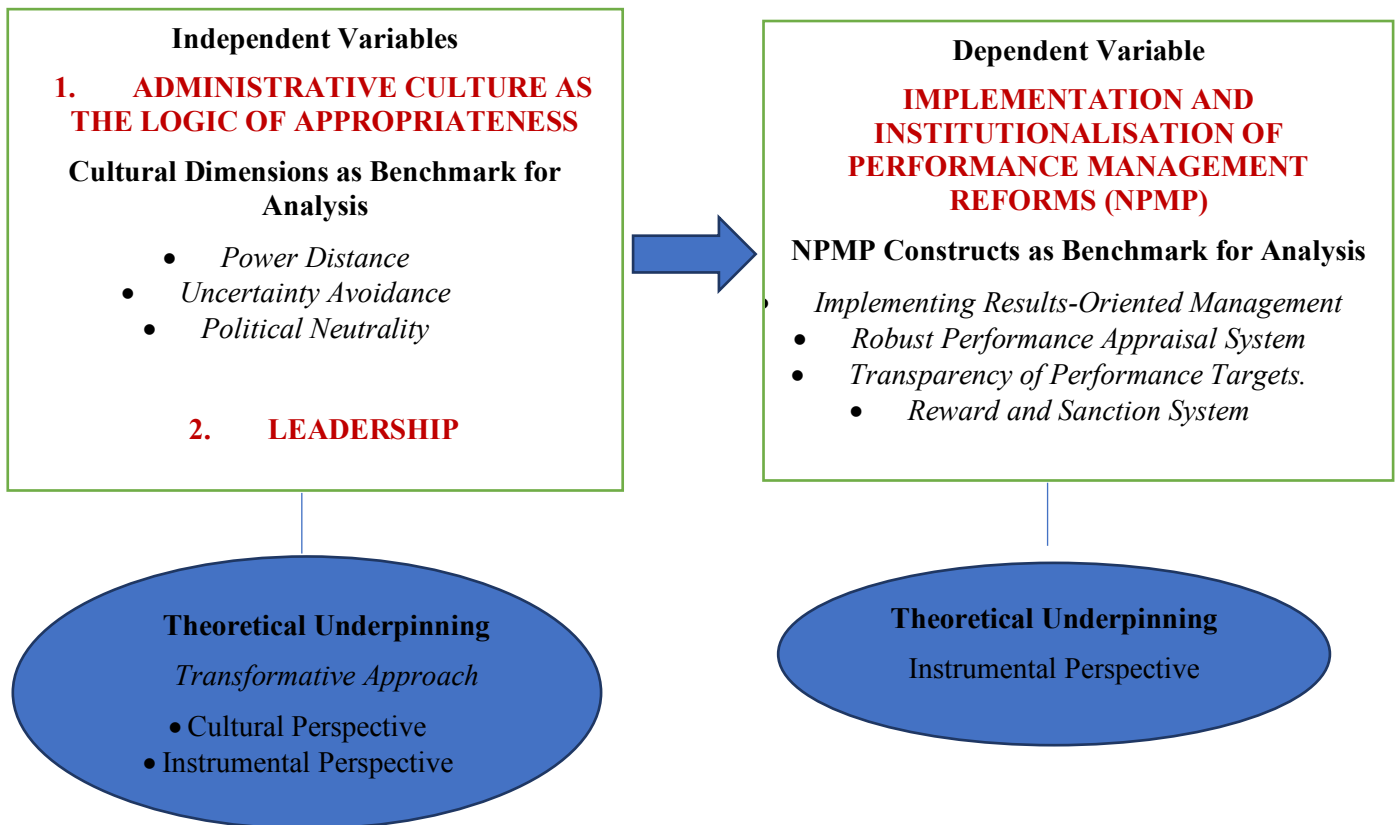 Independent Variables
1. ADMINISTRATIVE CULTURE AS
THE LOGIC OF APPROPRIATENESS
Cultural Dimensions as Benchmark for
Analysis
• Power Distance
• Uncertainty Avoidance
• Political Neutrality
2. LEADERSHIP
Dependent Variable
IMPLEMENTATION AND
INSTITUTIONALISATION OF
PERFORMANCE MANAGEMENT
REFORMS (NPMP)
NPMP Constructs as Benchmark for Analysis
• Implementing Results-Oriented Management
• Robust Performance Appraisal System
• Transparency of Performance Targets.
• Reward and Sanction System
Theoretical Underpinning
Transformative Approach
• Cultural Perspective
• Instrumental Perspective
Theoretical Underpinning
Instrumental Perspective